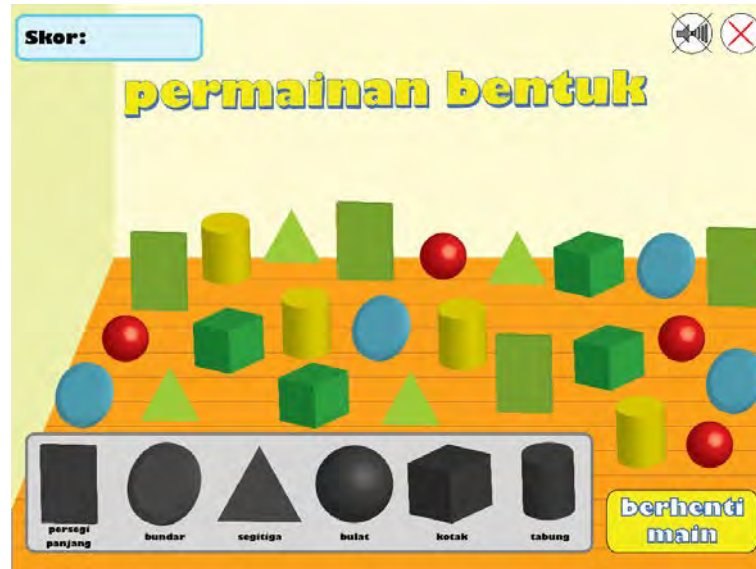 Skor:
permainan bentuk
persegi
panjang
bundar
segitiga
bulat
kotak
tabung
berhenti
main